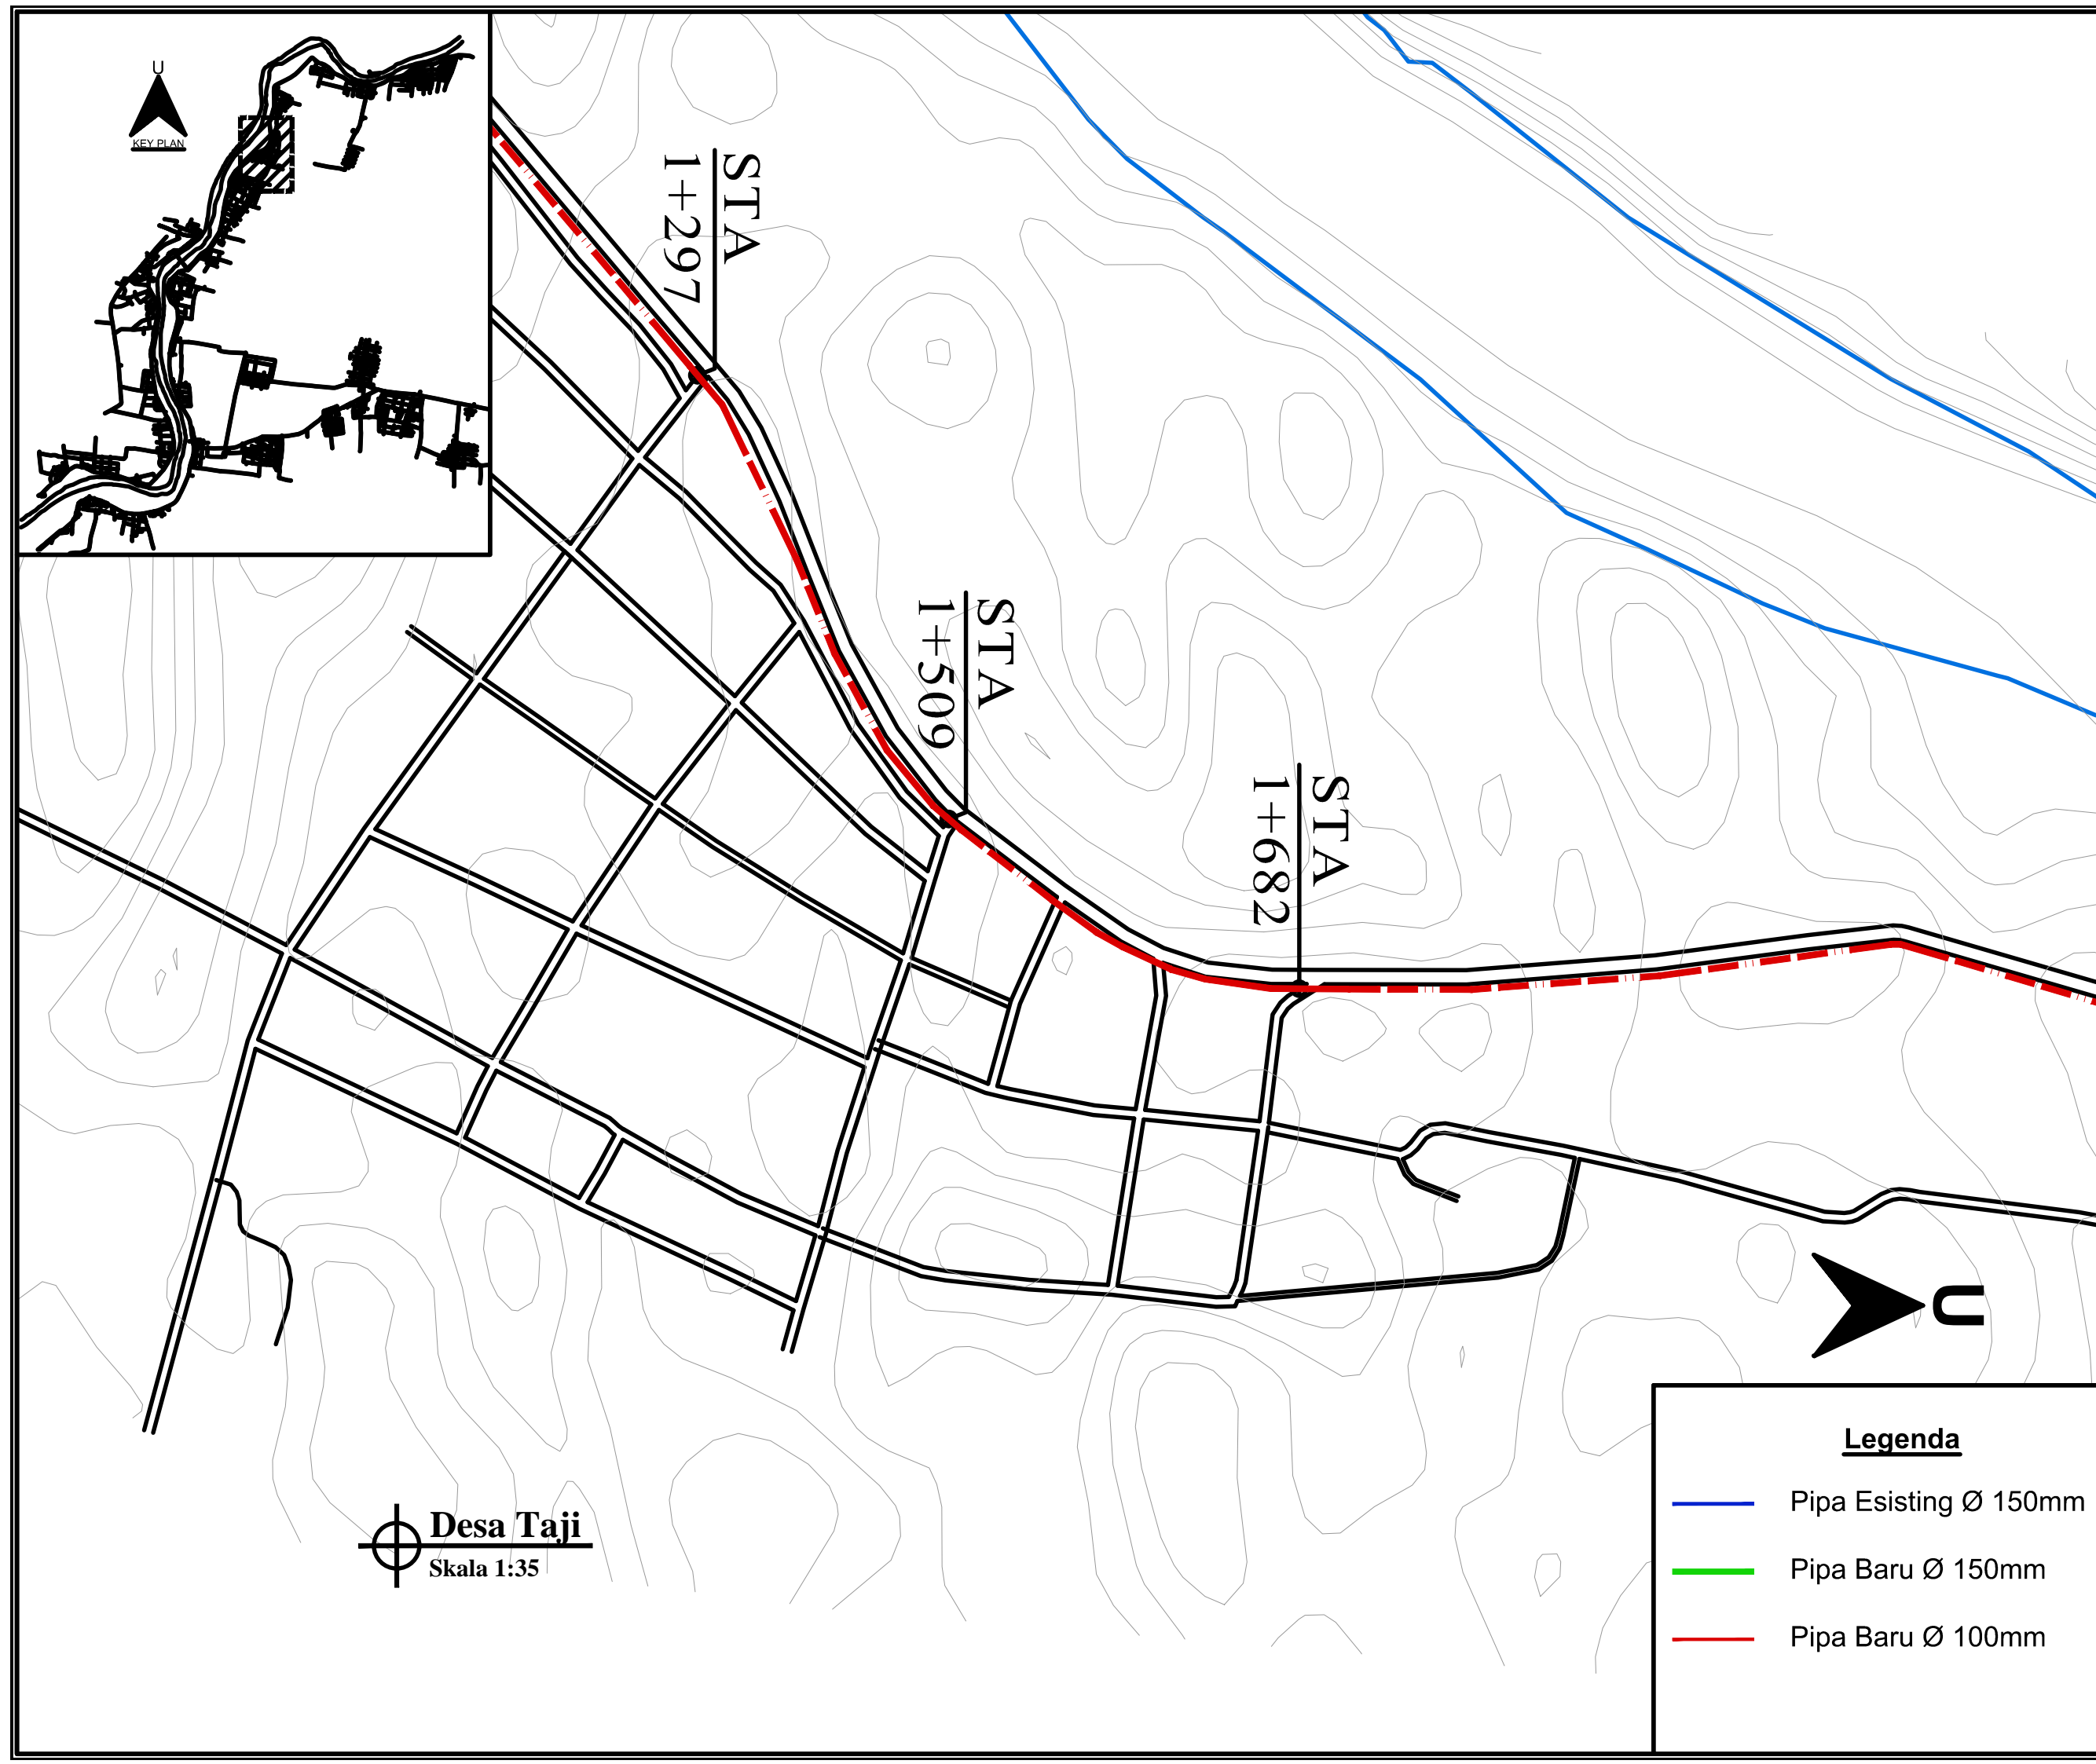 U
KEY PLAN
STA
1+297
STA
1+509
STA
1+682
U
Desa Taji
Skala 1:35
Legenda
Pipa Esisting Ø 150mm
Pipa Baru Ø 150mm
Pipa Baru Ø 100mm